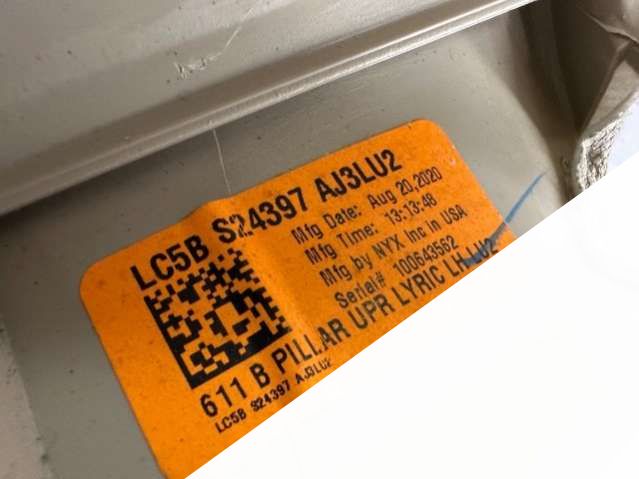 LC5B S24397 AJ3LU2
Mfg Date: Aug 20,2020
Mfg Time: 13:13:48
Mfg by NYX Inc in USA
Serial# 100643562
611 B PILLAR UPR LYRIC LH LU2
LC5B S24397 AJ3LU2